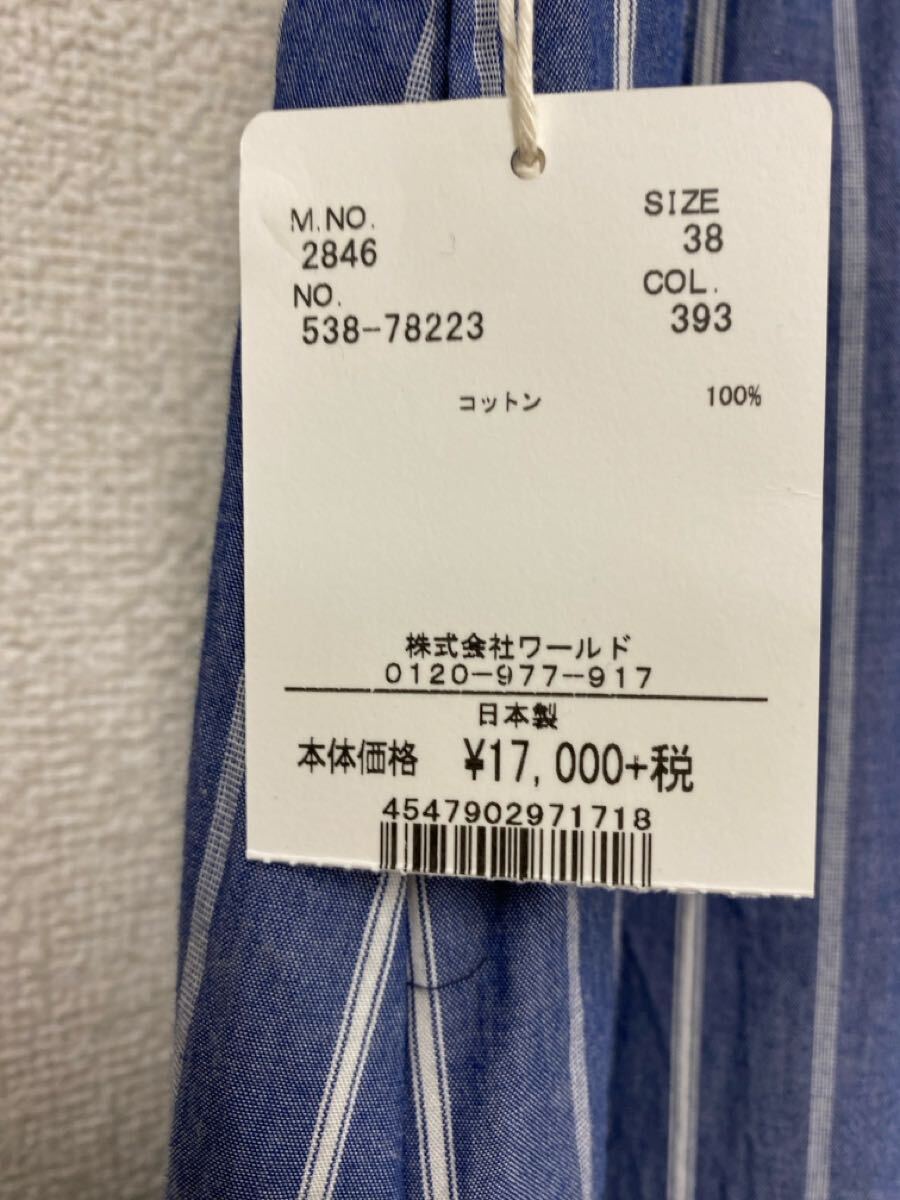 M.NO.
2846
SIZE
38
NO.
538-78223
COL.
393
コットン 100%
株式会社ワールド
0120-977-917
日本製
本体価格 ¥17,000+税
4547902971718